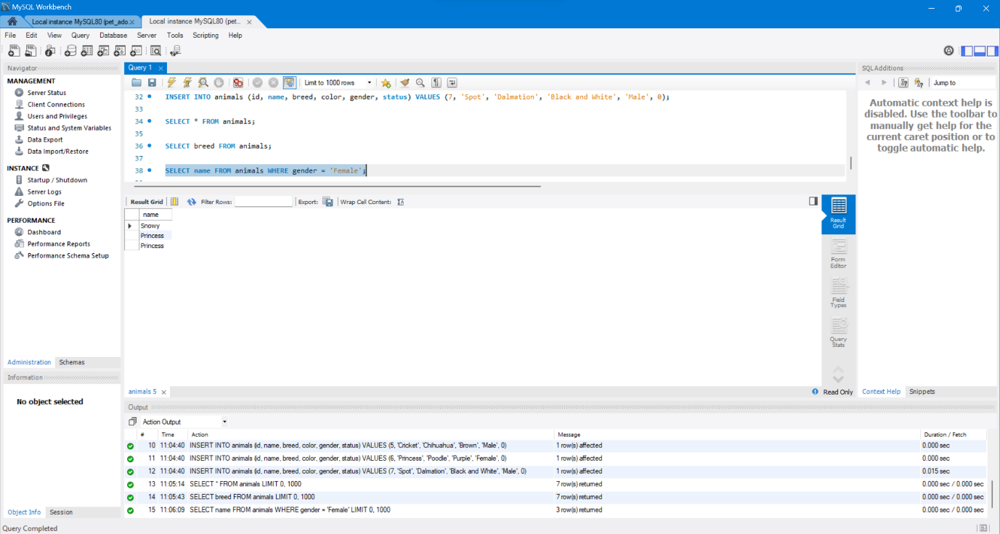 MySQL Workbench
Local instance MySQL80 (pet_ado... x
Local instance MySQL80 (pet... x
File Edit View Query Database Server Tools Scripting Help
Navigator
MANAGEMENT
Server Status
Client Connections
Users and Privileges
Status and System Variables
Data Export
Data Import/Restore
INSTANCE
Startup / Shutdown
Server Logs
Options File
PERFORMANCE
Dashboard
Performance Reports
Performance Schema Setup
Administration Schemas
Information
No object selected
Object Info Session
Query Completed
Query 1 x
Limit to 1000 rows
32 INSERT INTO animals (id, name, breed, color, gender, status) VALUES (7, 'Spot', 'Dalmation', 'Black and White', 'Male', 0);
33
34 SELECT * FROM animals;
35
36 SELECT breed FROM animals;
37
38 SELECT name FROM animals WHERE gender = 'Female';
Result Grid Filter Rows: Export: Wrap Cell Content:
name
Snowy
Princess
Princess
Result Grid
Form Editor
Field Types
Query Stats
animals 5 x
Read Only
SQLAdditions
Jump to
Automatic context help is
disabled. Use the toolbar to
manually get help for the
current caret position or to
toggle automatic help.
Context Help Snippets
Output
Action Output
# Time Action Message Duration / Fetch
10 11:04:40 INSERT INTO animals (id, name, breed, color, gender, status) VALUES (5, 'Cricket', 'Chihuahua', 'Brown', 'Male', 0) 1 row(s) affected 0.000 sec
11 11:04:40 INSERT INTO animals (id, name, breed, color, gender, status) VALUES (6, 'Princess', 'Poodle', 'Purple', 'Female', 0) 1 row(s) affected 0.000 sec
12 11:04:40 INSERT INTO animals (id, name, breed, color, gender, status) VALUES (7, 'Spot', 'Dalmation', 'Black and White', 'Male', 0) 1 row(s) affected 0.015 sec
13 11:05:14 SELECT * FROM animals LIMIT 0, 1000 7 row(s) returned 0.000 sec / 0.000 sec
14 11:05:43 SELECT breed FROM animals LIMIT 0, 1000 7 row(s) returned 0.000 sec / 0.000 sec
15 11:06:09 SELECT name FROM animals WHERE gender = 'Female' LIMIT 0, 1000 3 row(s) returned 0.000 sec / 0.000 sec